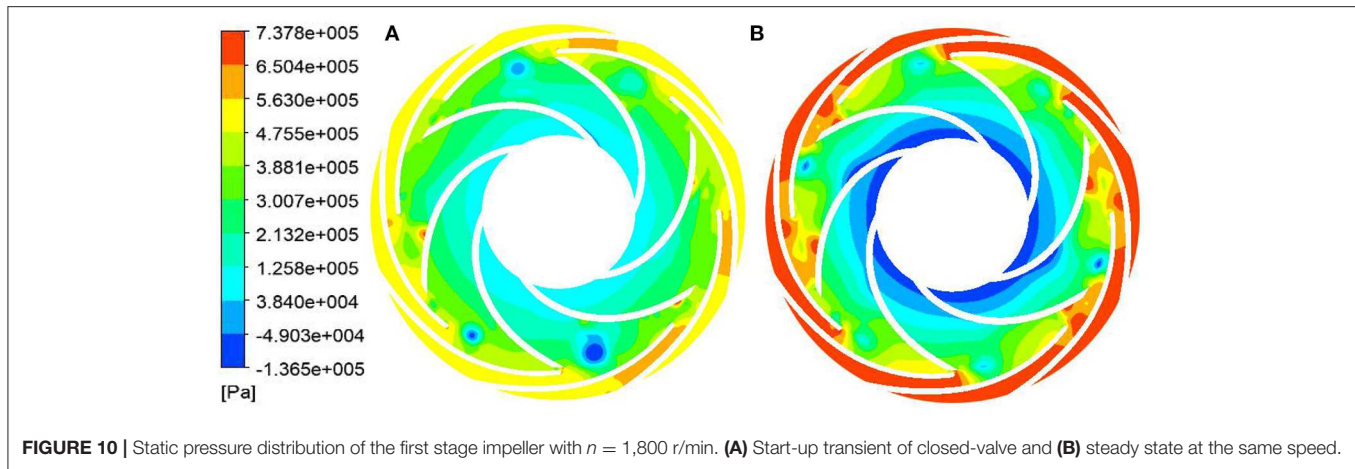 7.378e+005
6.504e+005
5.630e+005
4.755e+005
3.881e+005
3.007e+005
2.132e+005
1.258e+005
3.840e+004
-4.903e+004
-1.365e+005
[Pa]
A
B
FIGURE 10 | Static pressure distribution of the first stage impeller with n = 1,800 r/min. (A) Start-up transient of closed-valve and (B) steady state at the same speed.